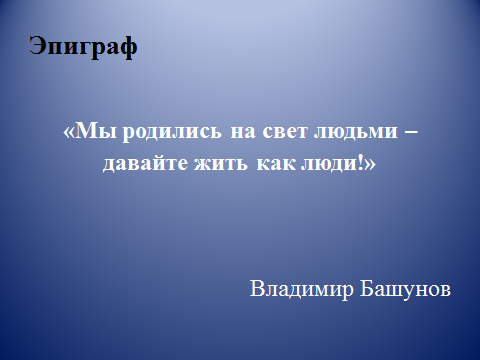 Эпиграф
«Мы родились на свет людьми –
давайте жить как люди!»
Владимир Башунов